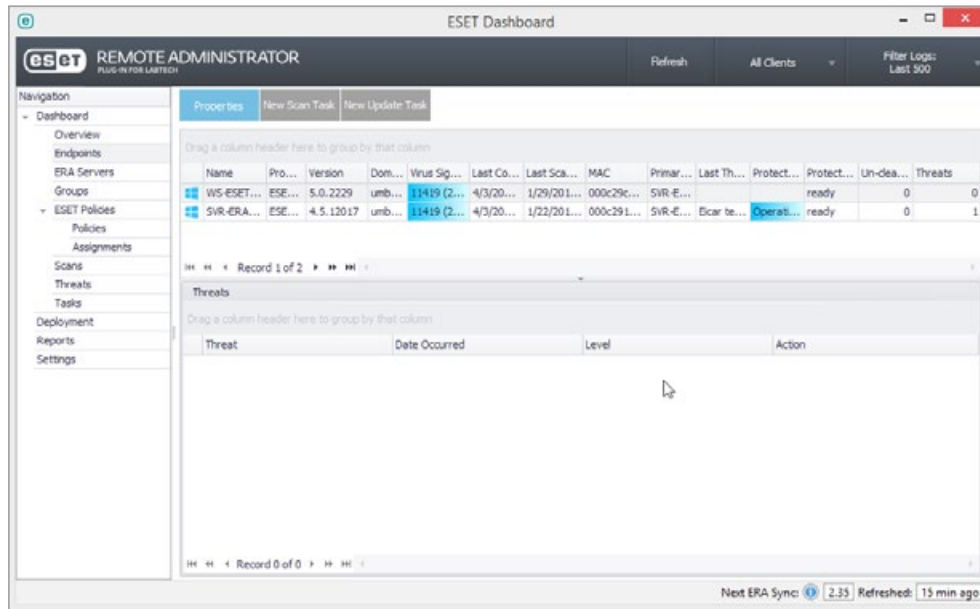 ESET Dashboard
eset REMOTE ADMINISTRATOR
PLUG-IN FOR LABTECH
Refresh All Clients Filter Logs: Last 500
Navigation
Dashboard
Overview
Endpoints
ERA Servers
Groups
ESET Policies
Policies
Assignments
Scans
Threats
Tasks
Deployment
Reports
Settings
Properties New Scan Task New Update Task
Drag a column header here to group by that column
Name Pro... Version Dom... Virus Sig... Last Co... Last Sca... MAC Primar... Last Th... Protect... Protect... Un-clea... Threats
WS-ESET... ESE... 5.0.2229 umb... 11419 (2... 4/3/20... 1/29/201... 000c29c... SVR-E... ready 0 0
SVR-ERA... ESE... 4.5.12017 umb... 11419 (2... 4/3/20... 1/22/201... 000c291... SVR-E... Eicar te... Operati... ready 0 1
Record 1 of 2
Threats
Drag a column header here to group by that column
Threat Date Occurred Level Action
Record 0 of 0
Next ERA Sync: 2.35 Refreshed: 15 min ago